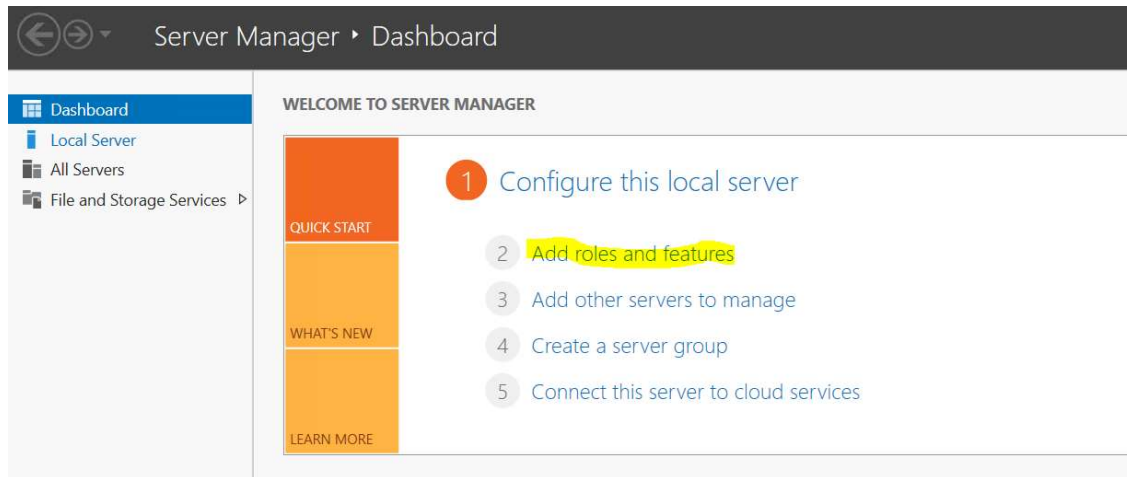 Server Manager ‣ Dashboard
Dashboard
Local Server
All Servers
File and Storage Services
WELCOME TO SERVER MANAGER
QUICK START
WHAT'S NEW
LEARN MORE
1 Configure this local server
2 Add roles and features
3 Add other servers to manage
4 Create a server group
5 Connect this server to cloud services